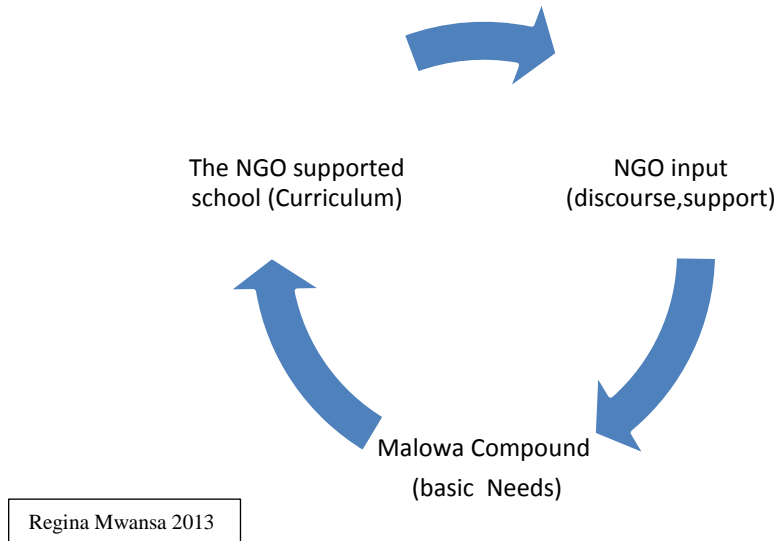 The NGO supported
school (Curriculum)
NGO input
(discourse,support)
Malowa Compound
(basic  Needs)
Regina Mwansa 2013